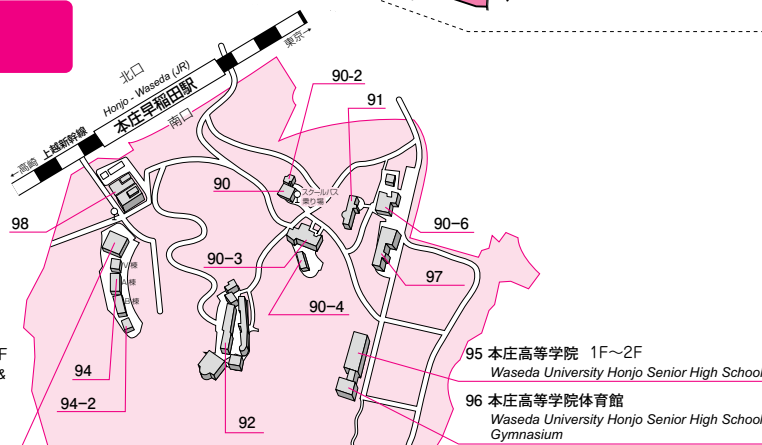 東京→
北口
Honjo - Waseda (JR)
本庄早稲田駅
南口
上越新幹線
←高崎
90-2
91
90
スクールバス
乗り場
98
90-6
90-3
97
90-4
A 棟
B 棟
F
&
94
94-2
92
95 本庄高等学院 1F～2F
Waseda University Honjo Senior High School
96 本庄高等学院体育館
Waseda University Honjo Senior High School
Gymnasium